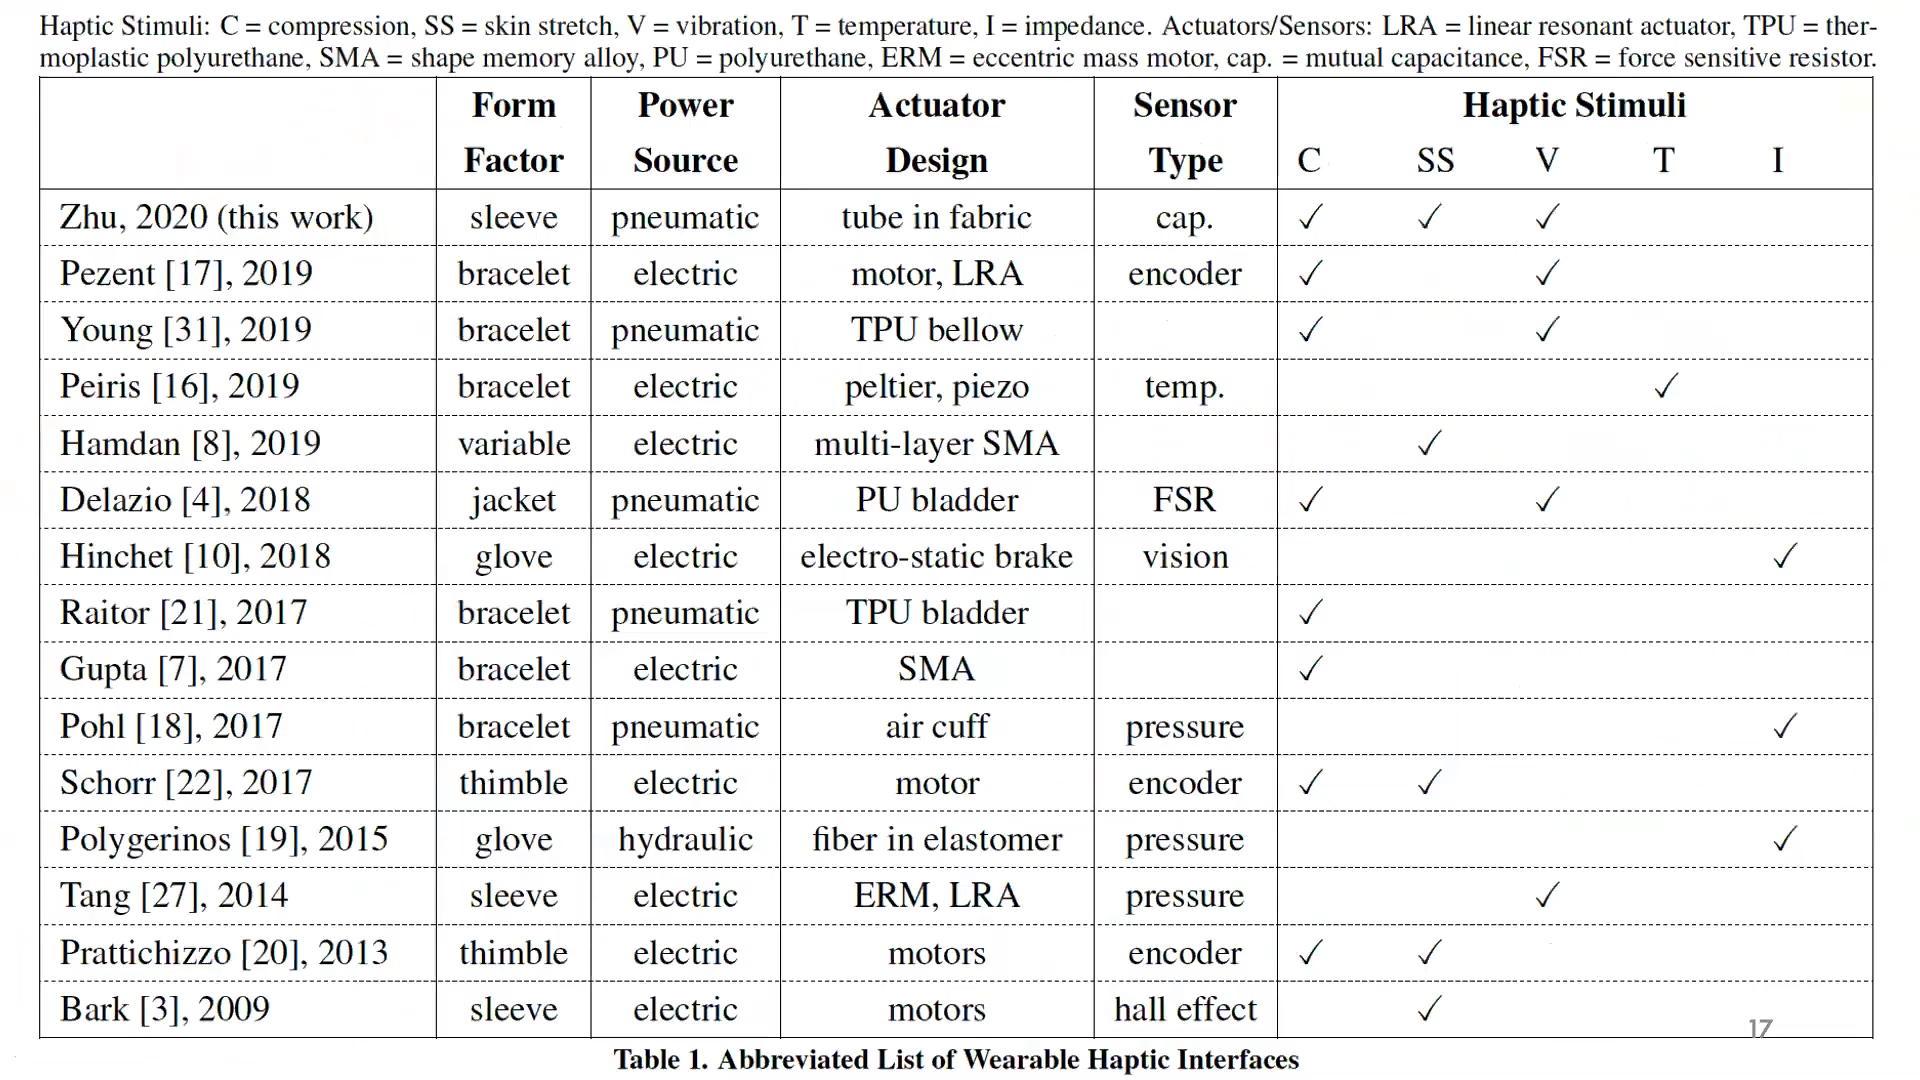 Haptic Stimuli: C = compression, SS = skin stretch, V = vibration, T = temperature, I = impedance. Actuators/Sensors: LRA = linear resonant actuator, TPU = ther-
moplastic polyurethane, SMA = shape memory alloy, PU = polyurethane, ERM = eccentric mass motor, cap. = mutual capacitance, FSR = force sensitive resistor.
Form Power Actuator Sensor Haptic Stimuli
Factor Source Design Type C SS V T I
Zhu, 2020 (this work) sleeve pneumatic tube in fabric cap. ✓ ✓ ✓
Pezent [17], 2019 bracelet electric motor, LRA encoder ✓ ✓
Young [31], 2019 bracelet pneumatic TPU bellow ✓ ✓
Peiris [16], 2019 bracelet electric peltier, piezo temp. ✓
Hamdan [8], 2019 variable electric multi-layer SMA ✓
Delazio [4], 2018 jacket pneumatic PU bladder FSR ✓ ✓
Hinchet [10], 2018 glove electric electro-static brake vision ✓
Raitor [21], 2017 bracelet pneumatic TPU bladder ✓
Gupta [7], 2017 bracelet electric SMA ✓
Pohl [18], 2017 bracelet pneumatic air cuff pressure ✓
Schorr [22], 2017 thimble electric motor encoder ✓ ✓
Polygerinos [19], 2015 glove hydraulic fiber in elastomer pressure ✓
Tang [27], 2014 sleeve electric ERM, LRA pressure ✓
Prattichizzo [20], 2013 thimble electric motors encoder ✓ ✓
Bark [3], 2009 sleeve electric motors hall effect ✓
17
Table 1. Abbreviated List of Wearable Haptic Interfaces